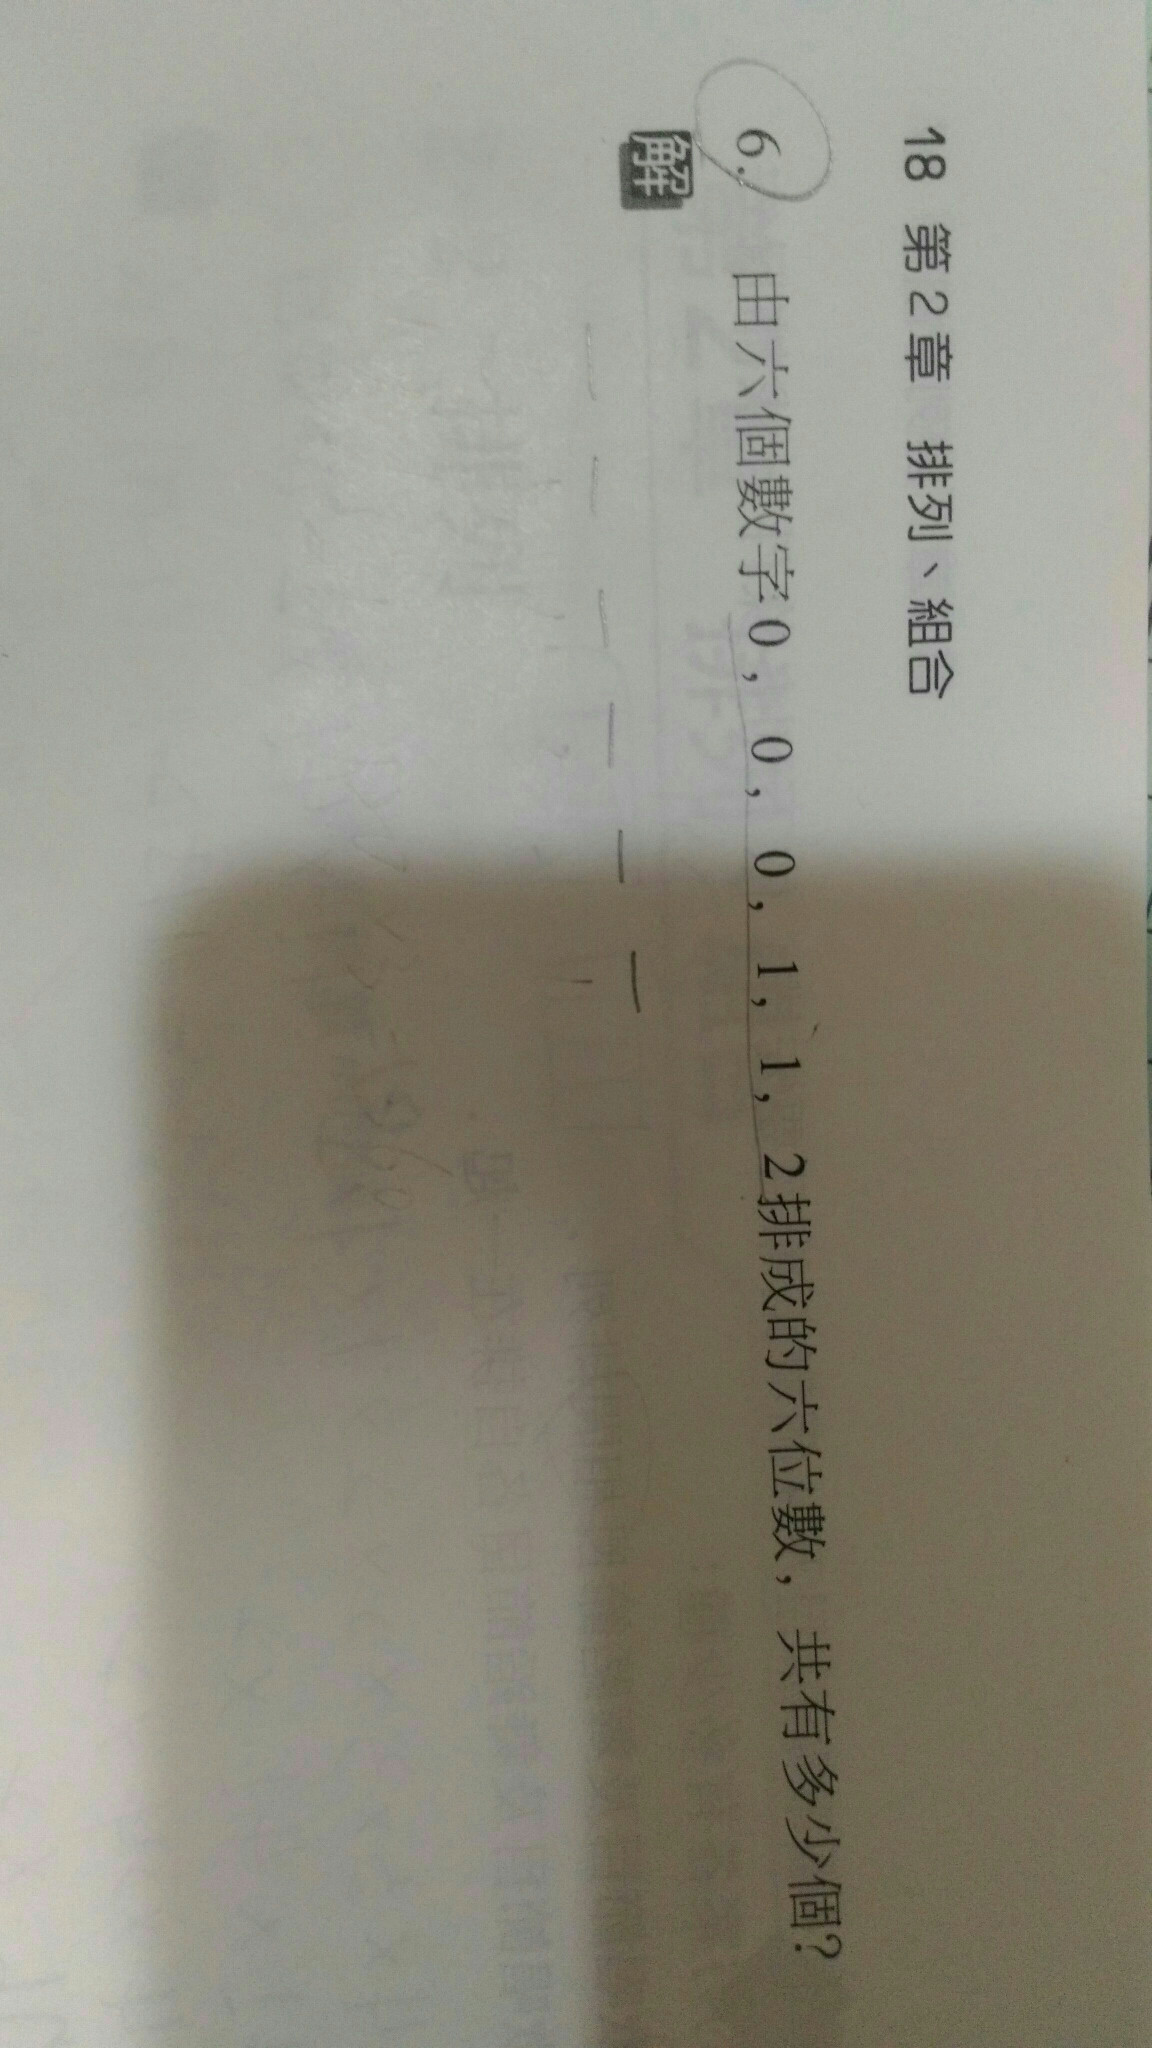 18 第2章 排列、組合
6. 由六個數字0,0,0,1,1,2排成的六位數,共有多少個?
解